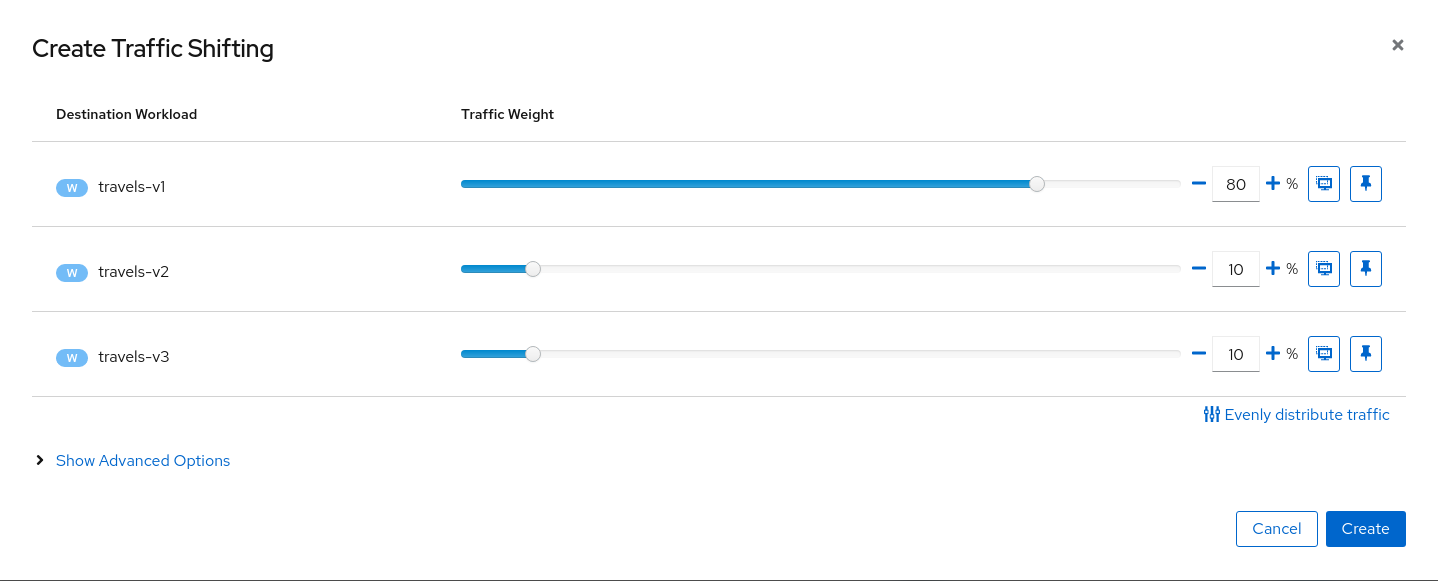 Create Traffic Shifting
Destination Workload Traffic Weight
W travels-v1 80 %
W travels-v2 10 %
W travels-v3 10 %
Evenly distribute traffic
Show Advanced Options
Cancel Create